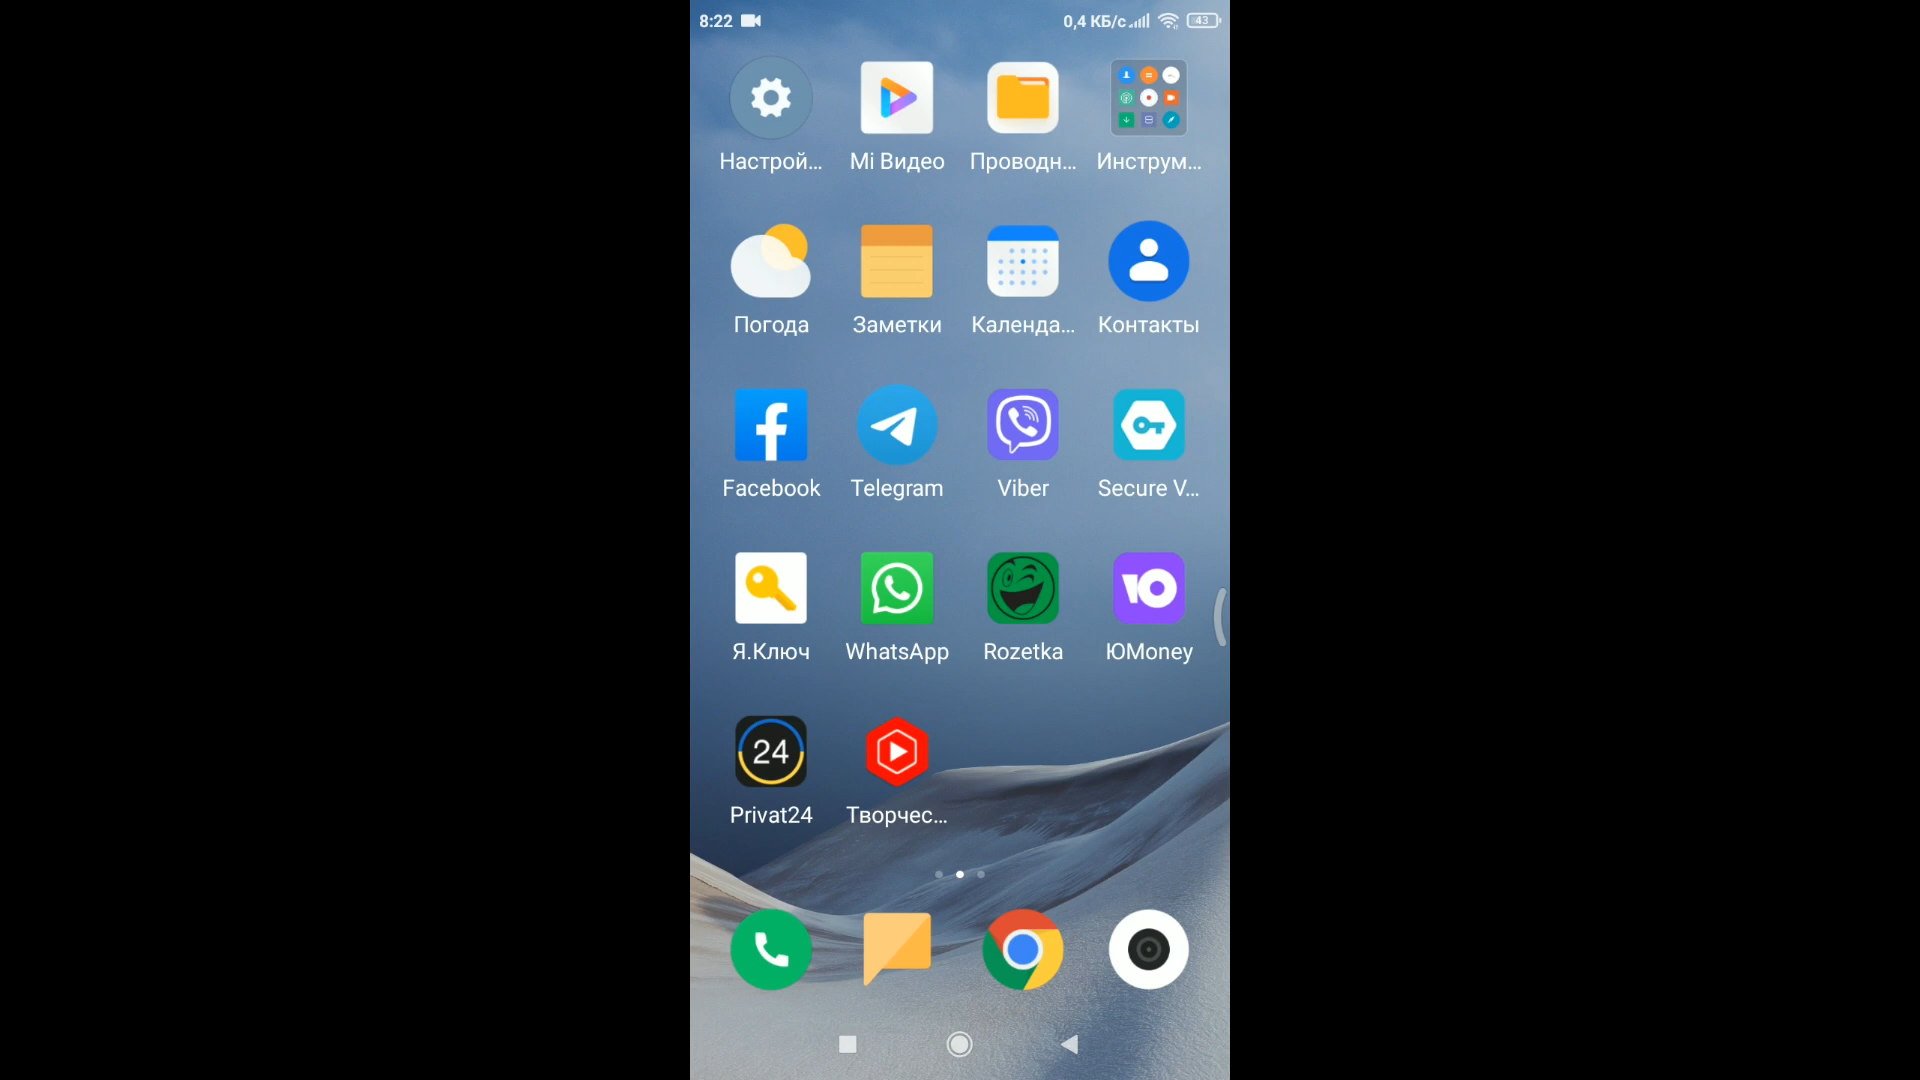 8:22 0,4 КБ/с 43
Настрой... Mi Видео Проводн... Инструм...
Погода Заметки Календа... Контакты
Facebook Telegram Viber Secure V...
Я.Ключ WhatsApp Rozetka ЮMoney
24
Privat24 Творчес...